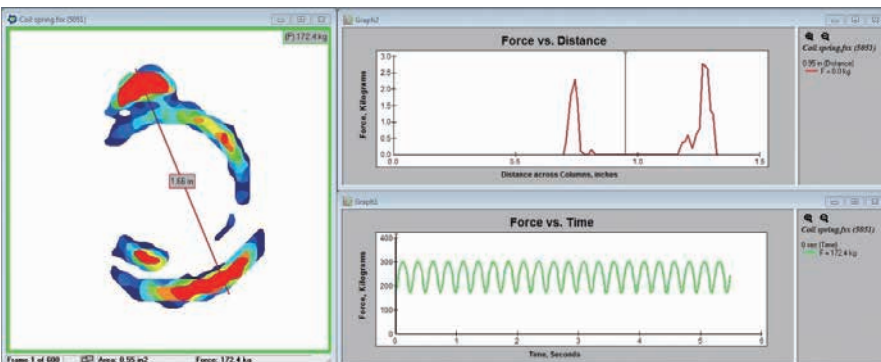 Coil spring.fsx (5051)
(F) 172.4 kg
1.66 in
Frame 1 of 600
Area: 0.55 in2
Force: 172.4 kg
Graph2
Force vs. Distance
Force, Kilograms
3.0
2.5
2.0
1.5
1.0
0.5
0.0
0.0 0.5 1.0 1.5
Distance across Columns, inches
Coil spring.fsx (5051)
0.95 in (Distance)
F = 0.0 kg
Graph1
Force vs. Time
Force, Kilograms
400
300
200
100
0
0 1 2 3 4 5 6
Time, Seconds
Coil spring.fsx (5051)
0 sec (Time)
F = 172.4 kg